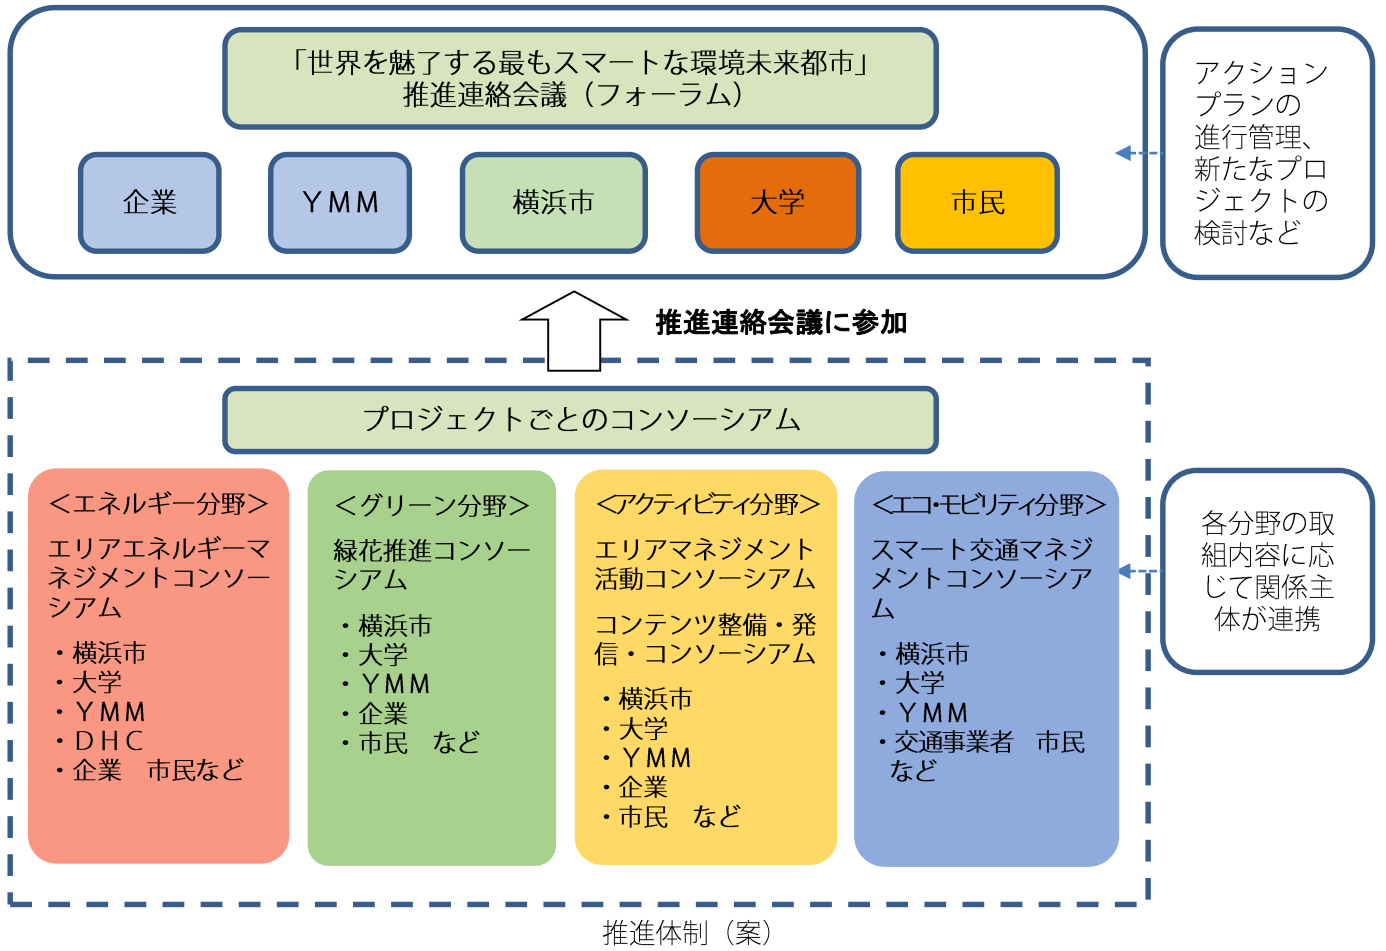 「世界を魅了する最もスマートな環境未来都市」
推進連絡会議（フォーラム）
企業
ＹＭＭ
横浜市
大学
市民
アクション
プランの
進行管理、
新たなプロ
ジェクトの
検討など
推進連絡会議に参加
プロジェクトごとのコンソーシアム
＜エネルギー分野＞
エリアエネルギーマ
ネジメントコンソー
シアム
・横浜市
・大学
・ＹＭＭ
・ＤＨＣ
・企業　市民など
＜グリーン分野＞
緑花推進コンソー
シアム
・横浜市
・大学
・ＹＭＭ
・企業
・市民　など
＜アクティビティ分野＞
エリアマネジメント
活動コンソーシアム
コンテンツ整備・発
信・コンソーシアム
・横浜市
・大学
・ＹＭＭ
・企業
・市民　など
＜エコ・モビリティ分野＞
スマート交通マネジ
メントコンソーシア
ム
・横浜市
・大学
・ＹＭＭ
・交通事業者　市民
など
各分野の取
組内容に応
じて関係主
体が連携
推進体制（案）